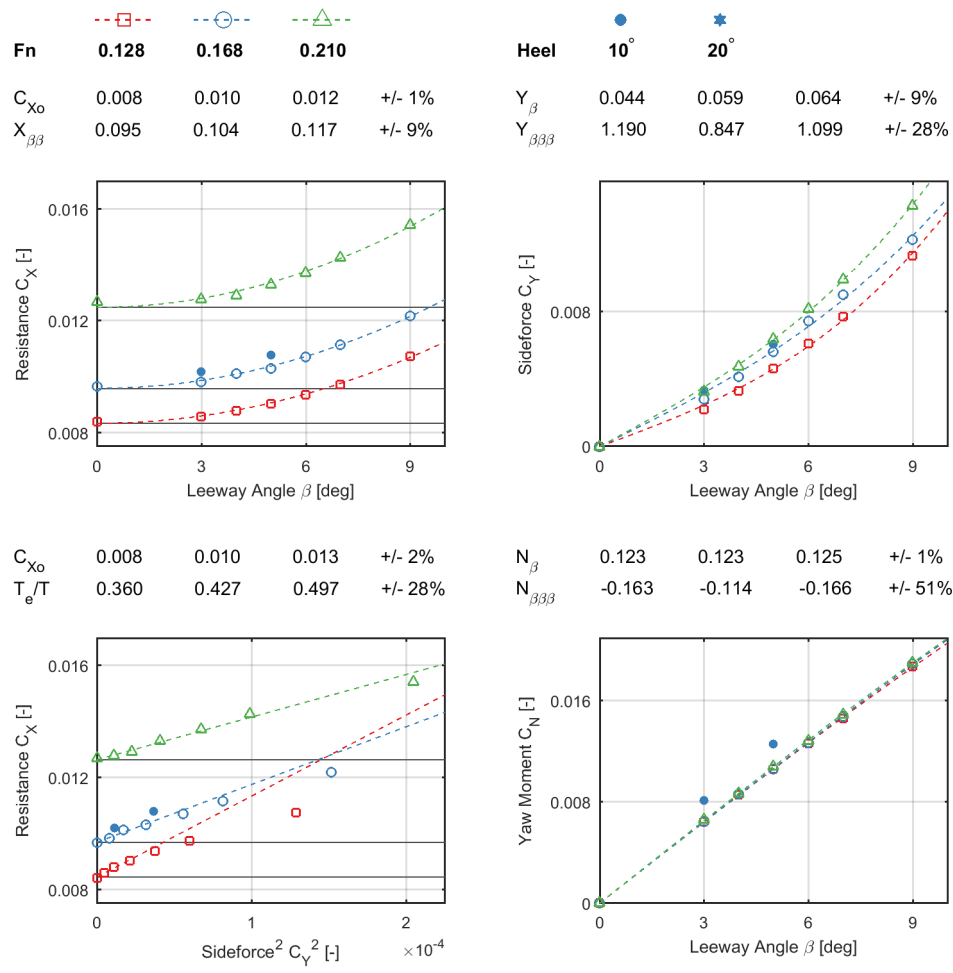 Fn 0.128 0.168 0.210
Heel 10° 20°
C_Xo 0.008 0.010 0.012 +/- 1%
X_ββ 0.095 0.104 0.117 +/- 9%
Y_β 0.044 0.059 0.064 +/- 9%
Y_βββ 1.190 0.847 1.099 +/- 28%
Resistance C_X [-]
0.016
0.012
0.008
0 3 6 9
Leeway Angle β [deg]
Sideforce C_Y [-]
0.008
0
0 3 6 9
Leeway Angle β [deg]
C_Xo 0.008 0.010 0.013 +/- 2%
T_e/T 0.360 0.427 0.497 +/- 28%
N_β 0.123 0.123 0.125 +/- 1%
N_βββ -0.163 -0.114 -0.166 +/- 51%
Resistance C_X [-]
0.016
0.012
0.008
0 1 2
×10^-4
Sideforce² C_Y² [-]
Yaw Moment C_N [-]
0.016
0.008
0
0 3 6 9
Leeway Angle β [deg]